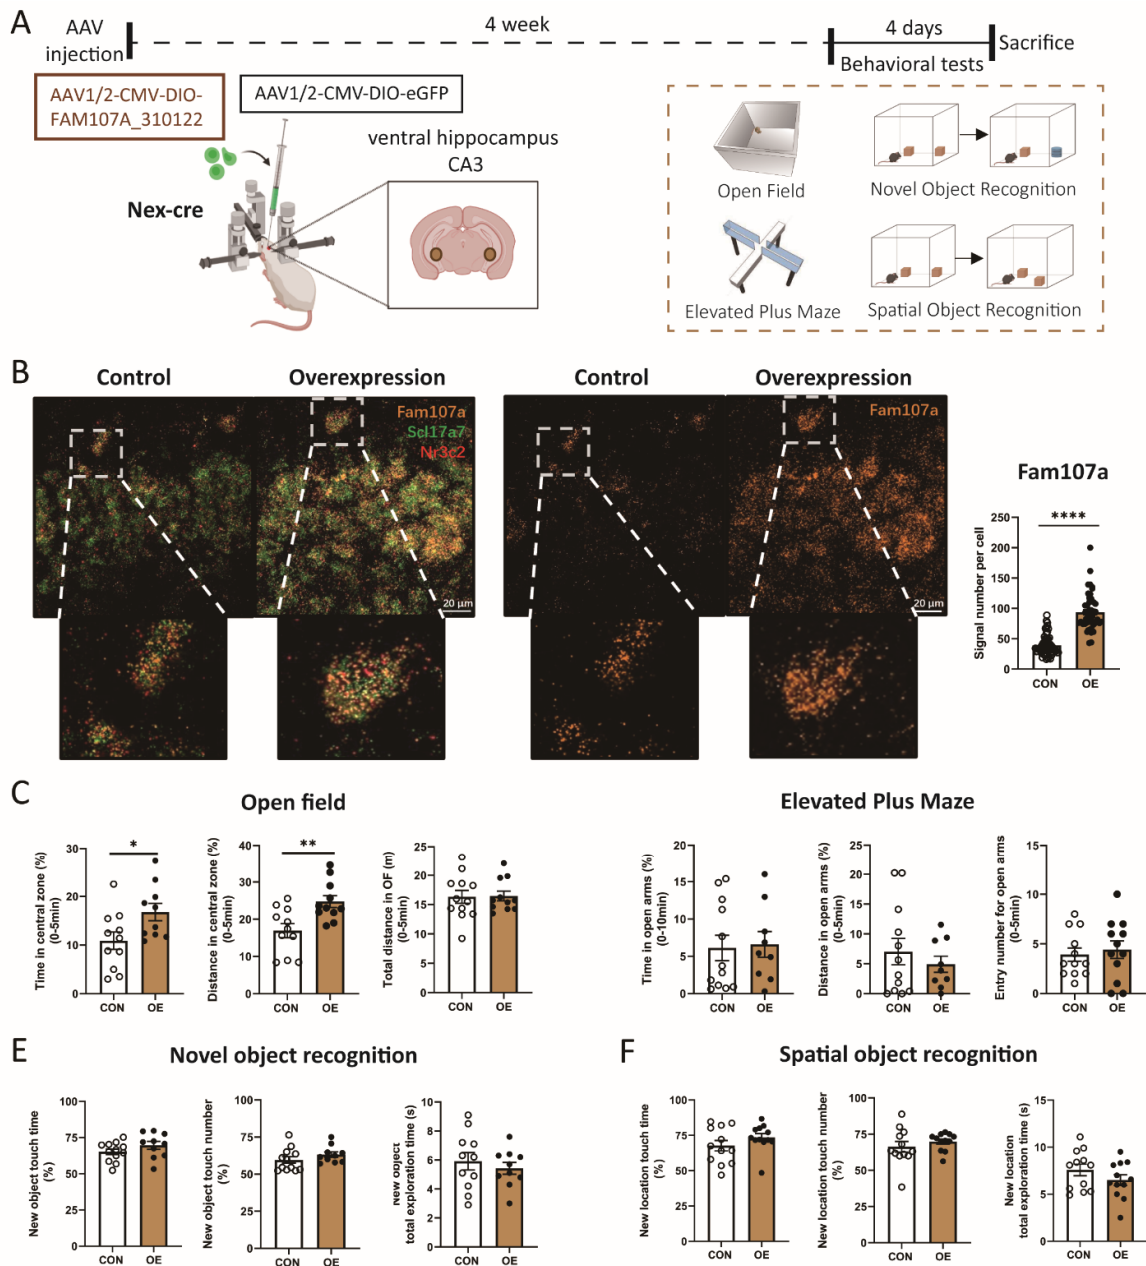 A
AAV
injection
4 week
4 days
Sacrifice
Behavioral tests
AAV1/2-CMV-DIO-
FAM107A_310122
AAV1/2-CMV-DIO-eGFP
ventral hippocampus
CA3
Nex-cre
Open Field
Novel Object Recognition
Elevated Plus Maze
Spatial Object Recognition
B
Control
Overexpression
Control
Overexpression
Fam107a
Scl17a7
Nr3c2
20 µm
Fam107a
20 µm
Fam107a
Signal number per cell
250
200
150
100
50
0
****
CON
OE
C
Open field
Time in central zone (%)
(0-5min)
30
20
10
0
*
CON
OE
Distance in central zone (%)
(0-5min)
40
30
20
10
0
**
CON
OE
Total distance in OF (m)
(0-5min)
25
20
15
10
5
0
CON
OE
Elevated Plus Maze
Time in open arms (%)
(0-10min)
20
15
10
5
0
CON
OE
Distance in open arms (%)
(0-5min)
25
20
15
10
5
0
CON
OE
Entry number for open arms
(0-5min)
15
10
5
0
CON
OE
E
Novel object recognition
New object touch time
(%)
100
75
50
25
0
CON
OE
New object touch number
(%)
100
75
50
25
0
CON
OE
New object
total exploration time (s)
10
8
6
4
2
0
CON
OE
F
Spatial object recognition
New location touch time
(%)
100
75
50
25
0
CON
OE
New location touch number
(%)
100
75
50
25
0
CON
OE
New location
total exploration time (s)
15
10
5
0
CON
OE